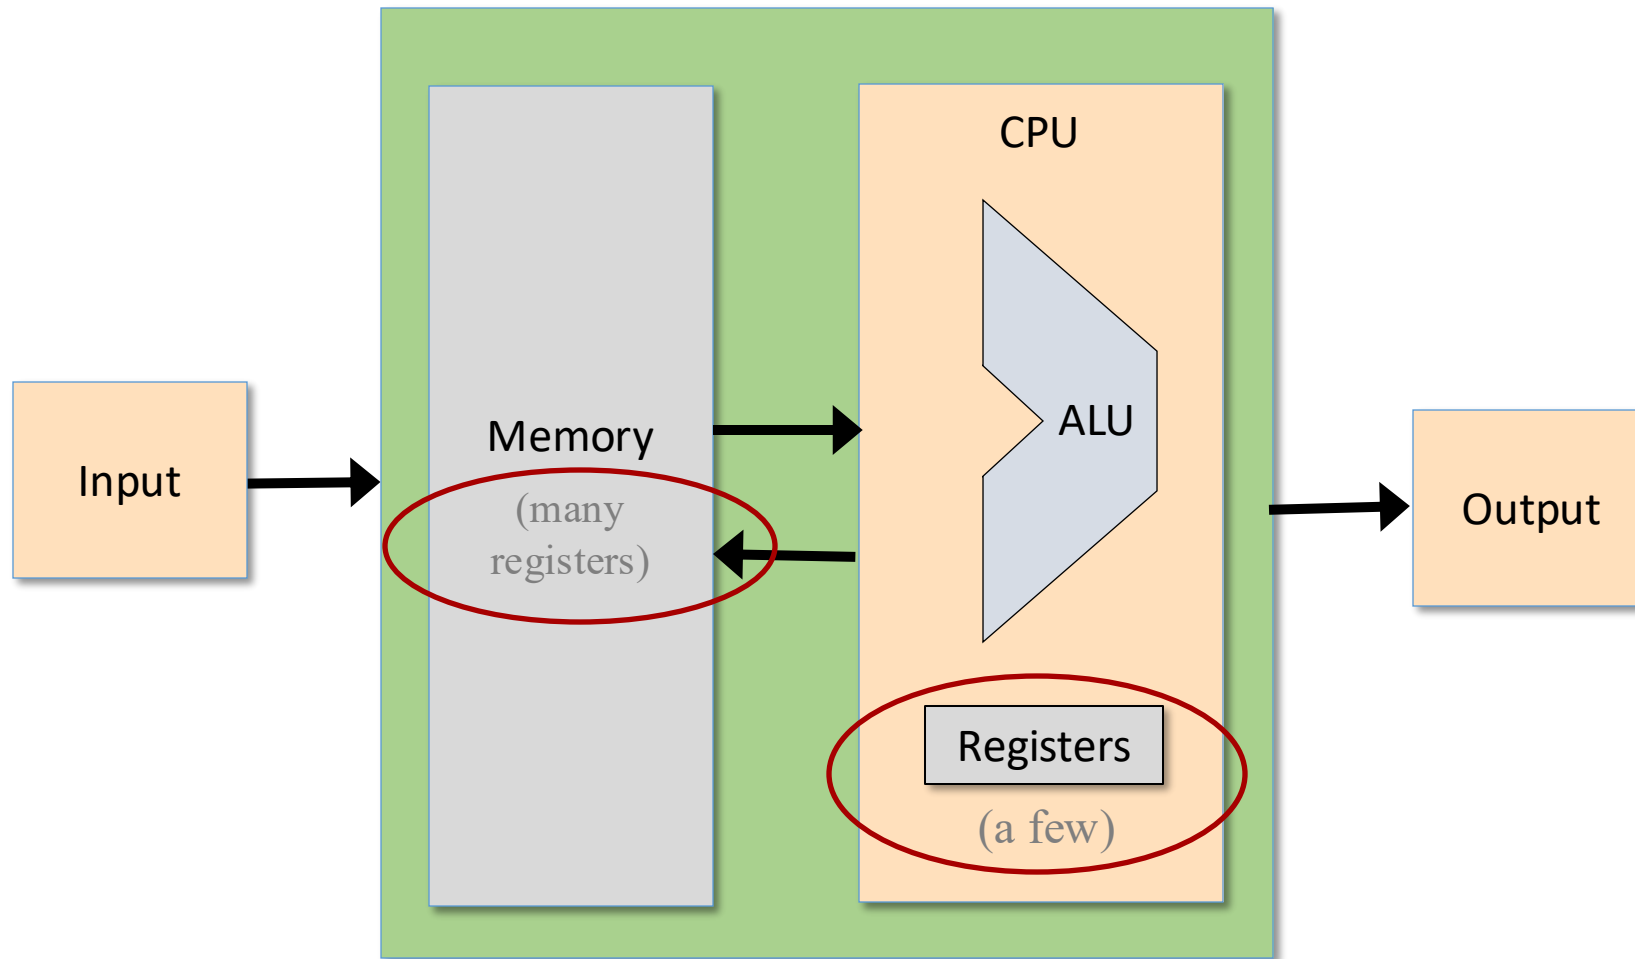 Input
Memory
(many
registers)
CPU
ALU
Registers
(a few)
Output